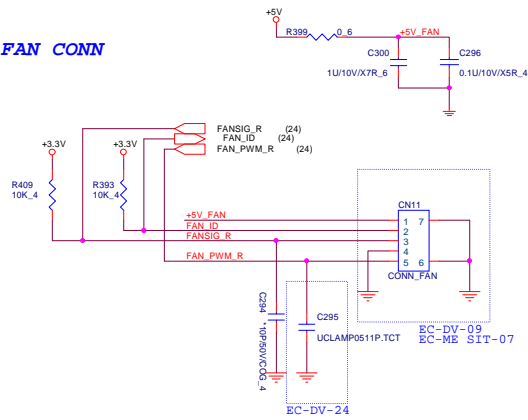 +5V
R399
0_6
+5V_FAN
FAN CONN
C300
1U/10V/X7R_6
C296
0.1U/10V/X5R_4
FANSIG_R (24)
FAN_ID (24)
FAN_PWM_R (24)
+3.3V
+3.3V
R409
10K_4
R393
10K_4
CN11
+5V_FAN
FAN_ID
FANSIG_R
FAN_PWM_R
1 7
2
3
4
5 6
CONN_FAN
C294
*10P/50V/COG_4
C295
UCLAMP0511P.TCT
EC-DV-09
EC-ME SIT-07
EC-DV-24